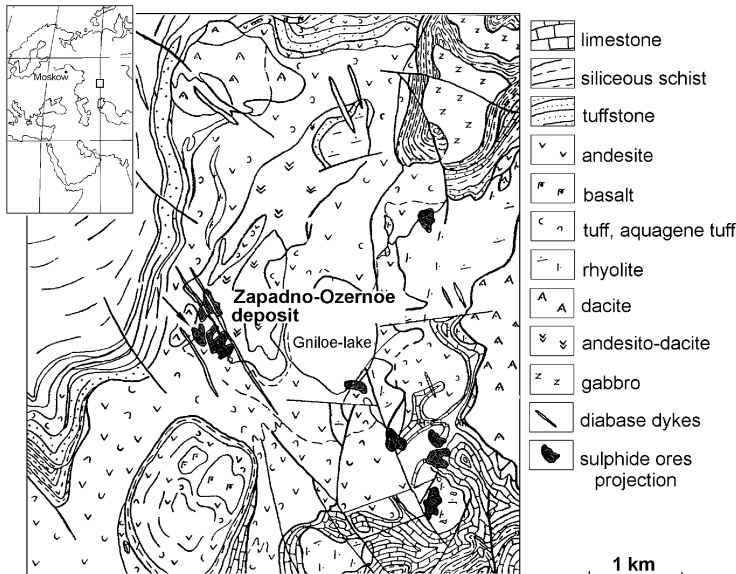 Moskow
Zapadno-Ozernoe
deposit
Gniloe-lake
limestone
siliceous schist
tuffstone
andesite
basalt
tuff, aquagene tuff
rhyolite
dacite
andesito-dacite
gabbro
diabase dykes
sulphide ores
projection
1 km